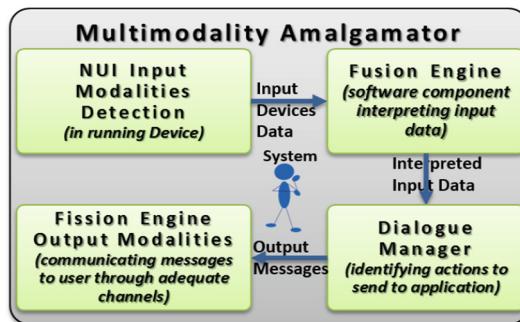 Multimodality Amalgamator
NUI Input
Modalities
Detection
(in running Device)
Input
Devices
Data
Fusion Engine
(software component
interpreting input
data)
System
Interpreted
Input Data
Fission Engine
Output Modalities
(communicating messages
to user through adequate
channels)
Output
Messages
Dialogue
Manager
(identifying actions to
send to application)